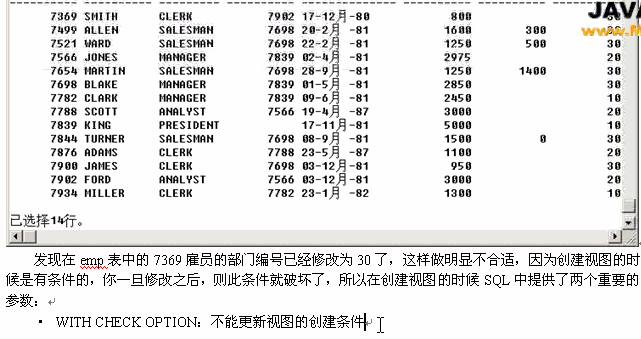 JAVA
www.M
7369 SMITH CLERK 7902 17-12月-80 800 30
7499 ALLEN SALESMAN 7698 20-2月 -81 1600 300 30
7521 WARD SALESMAN 7698 22-2月 -81 1250 500 30
7566 JONES MANAGER 7839 02-4月 -81 2975 20
7654 MARTIN SALESMAN 7698 28-9月 -81 1250 1400 30
7698 BLAKE MANAGER 7839 01-5月 -81 2850 30
7782 CLARK MANAGER 7839 09-6月 -81 2450 10
7788 SCOTT ANALYST 7566 19-4月 -87 3000 20
7839 KING PRESIDENT 17-11月-81 5000 10
7844 TURNER SALESMAN 7698 08-9月 -81 1500 0 30
7876 ADAMS CLERK 7788 23-5月 -87 1100 20
7900 JAMES CLERK 7698 03-12月-81 950 30
7902 FORD ANALYST 7566 03-12月-81 3000 20
7934 MILLER CLERK 7782 23-1月 -82 1300 10
已选择14行。
发现在 emp 表中的 7369 雇员的部门编号已经修改为 30 了，这样做明显不合适，因为创建视图的时
候是有条件的，你一旦修改之后，则此条件就破坏了，所以在创建视图的时候 SQL 中提供了两个重要的
参数：
• WITH CHECK OPTION：不能更新视图的创建条件